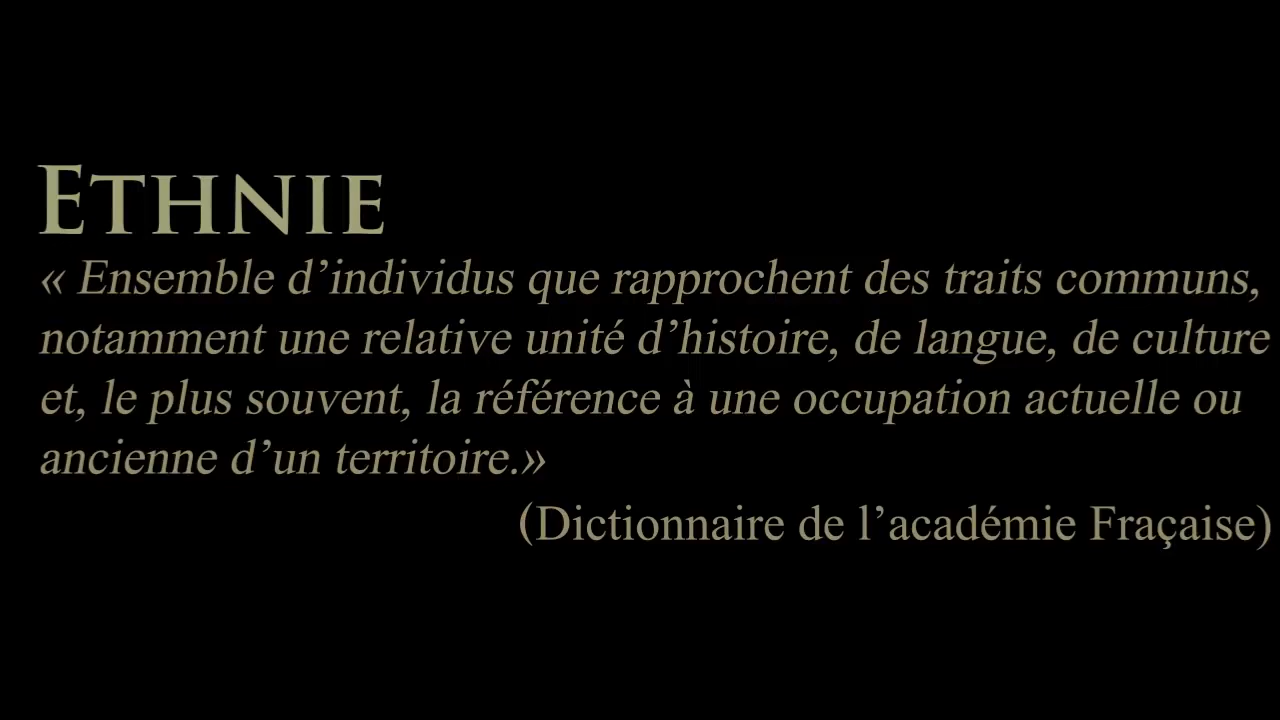 ETHNIE
« Ensemble d’individus que rapprochent des traits communs,
notamment une relative unité d’histoire, de langue, de culture
et, le plus souvent, la référence à une occupation actuelle ou
ancienne d’un territoire.»
(Dictionnaire de l’académie Fraçaise)